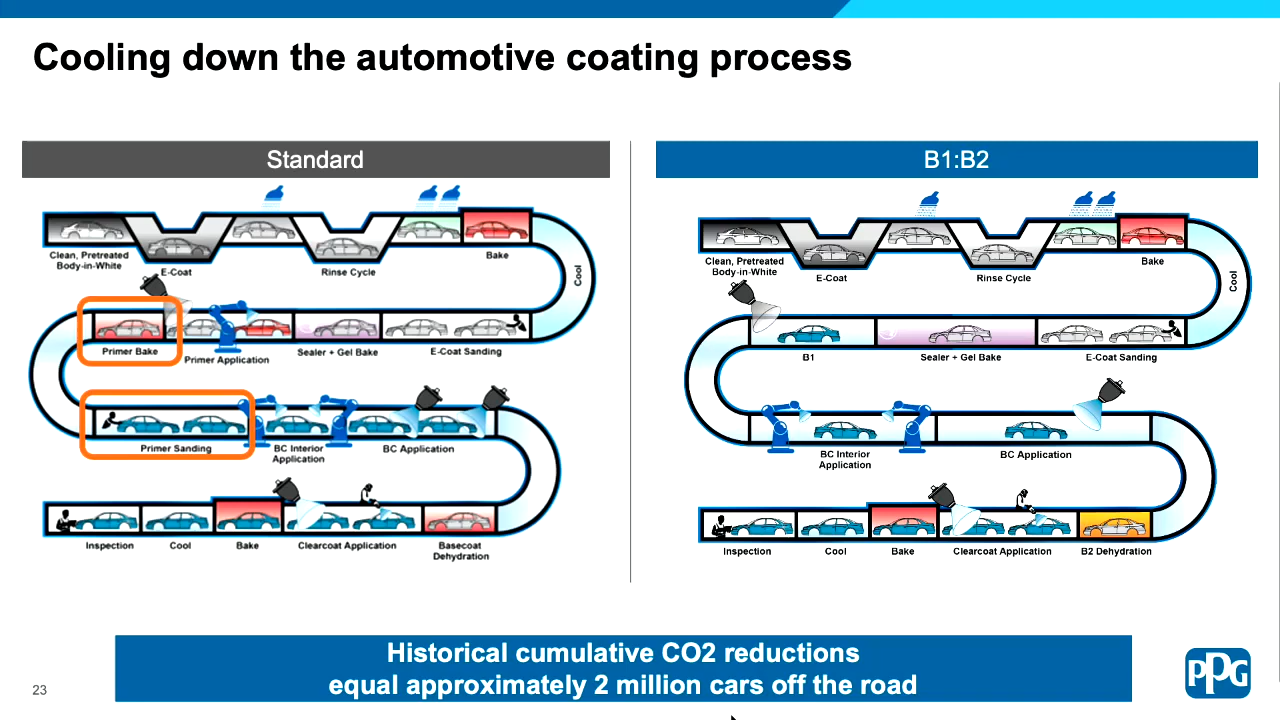 Cooling down the automotive coating process
Standard
Clean, Pretreated
Body-in-White
E-Coat
Rinse Cycle
Bake
Cool
Primer Bake
Primer Application
Sealer + Gel Bake
E-Coat Sanding
Primer Sanding
BC Interior
Application
BC Application
Inspection
Cool
Bake
Clearcoat Application
Basecoat
Dehydration
B1:B2
Clean, Pretreated
Body-in-White
E-Coat
Rinse Cycle
Bake
Cool
B1
Sealer + Gel Bake
E-Coat Sanding
BC Interior
Application
BC Application
Inspection
Cool
Bake
Clearcoat Application
B2 Dehydration
Historical cumulative CO2 reductions
equal approximately 2 million cars off the road
23
PPG